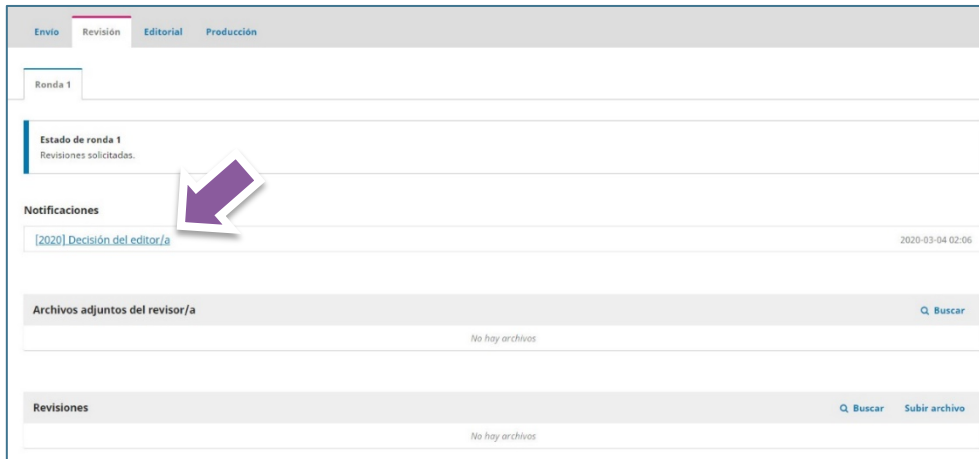 Envío Revisión Editorial Producción
Ronda 1
Estado de ronda 1
Revisiones solicitadas.
Notificaciones
[2020] Decisión del editor/a 2020-03-04 02:06
Archivos adjuntos del revisor/a Buscar
No hay archivos
Revisiones Buscar Subir archivo
No hay archivos